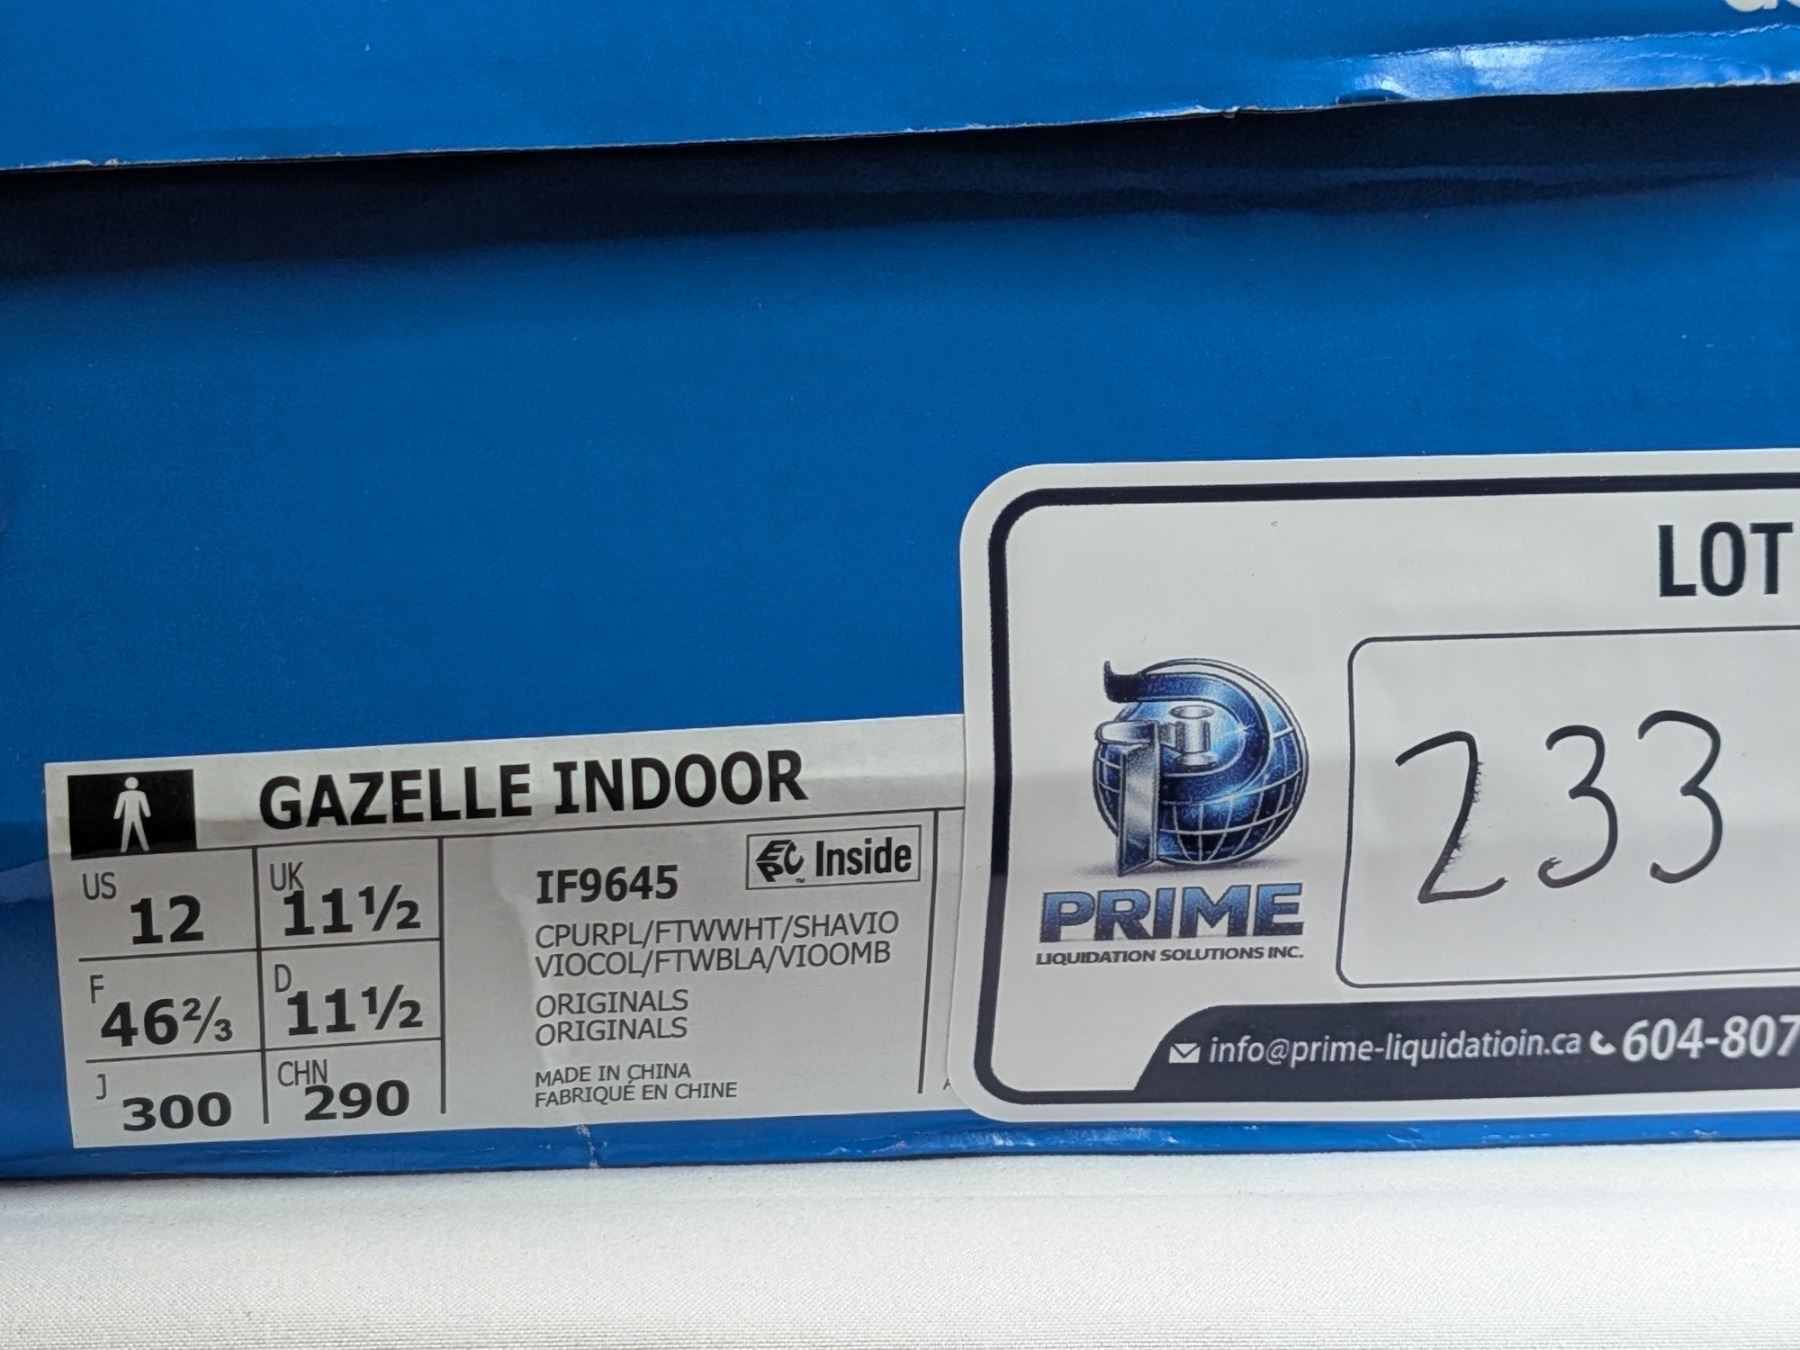 GAZELLE INDOOR
US 12
UK 11½
F 46⅔
D 11½
J 300
CHN 290
IF9645
EPC Inside
CPURPL/FTWWHT/SHAVIO
VIOCOL/FTWBLA/VIOOMB
ORIGINALS
ORIGINALS
MADE IN CHINA
FABRIQUÉ EN CHINE
LOT
233
PRIME
LIQUIDATION SOLUTIONS INC.
info@prime-liquidatioin.ca 604-807